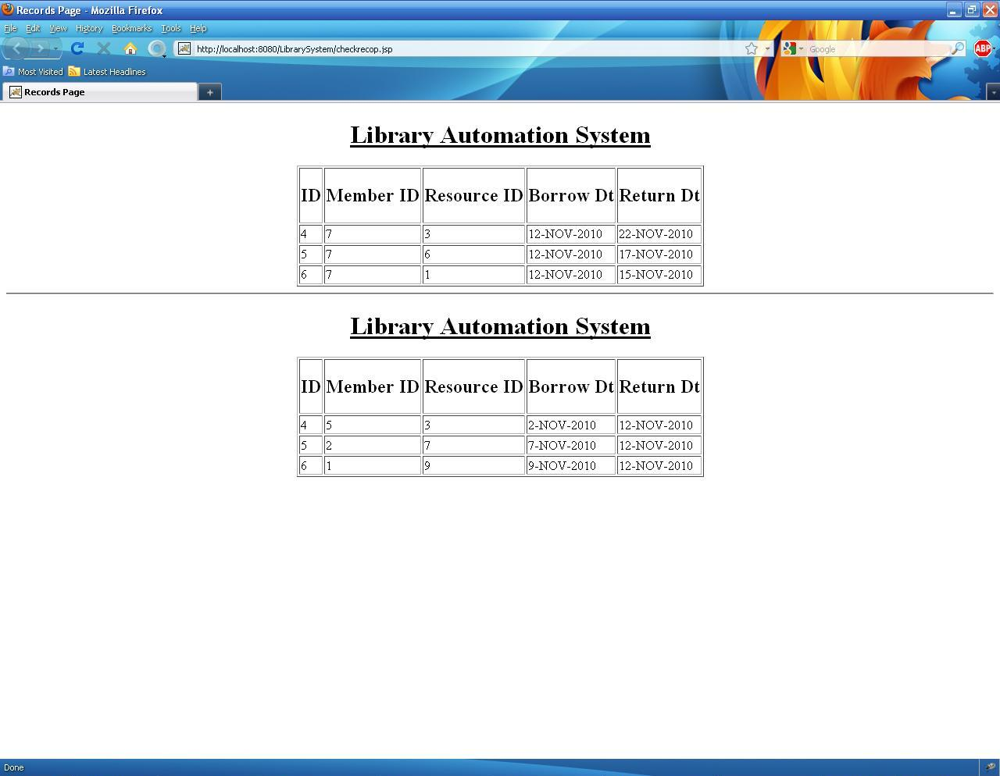 Records Page - Mozilla Firefox
File Edit View History Bookmarks Tools Help
http://localhost:8080/LibrarySystem/checkrecop.jsp Google ABP
Most Visited Latest Headlines
Records Page +
Library Automation System
ID Member ID Resource ID Borrow Dt Return Dt
4 7 3 12-NOV-2010 22-NOV-2010
5 7 6 12-NOV-2010 17-NOV-2010
6 7 1 12-NOV-2010 15-NOV-2010
Library Automation System
ID Member ID Resource ID Borrow Dt Return Dt
4 5 3 2-NOV-2010 12-NOV-2010
5 2 7 7-NOV-2010 12-NOV-2010
6 1 9 9-NOV-2010 12-NOV-2010
Done